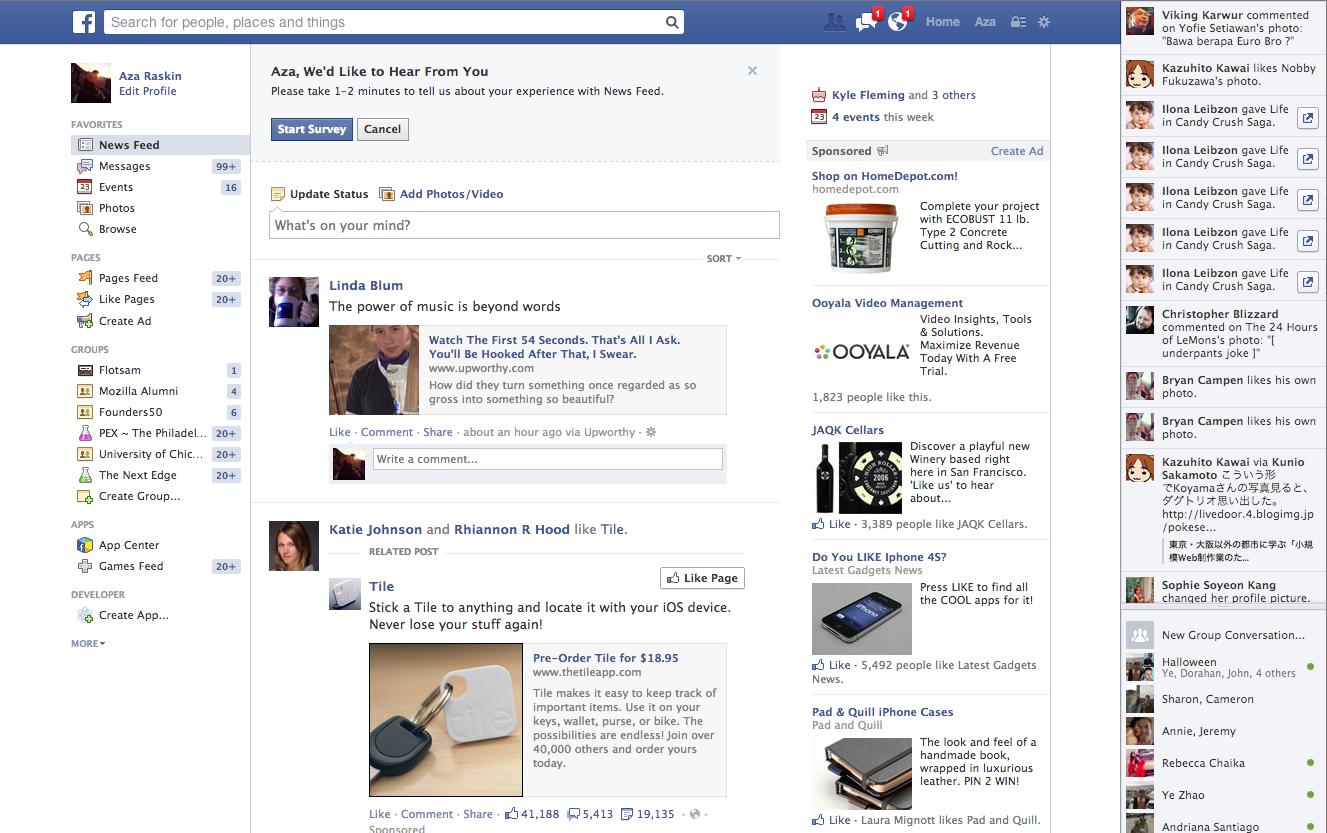 Search for people, places and things
1
1
Home
Aza
Aza Raskin
Edit Profile
FAVORITES
News Feed
Messages
99+
Events
16
Photos
Browse
PAGES
Pages Feed
20+
Like Pages
20+
Create Ad
GROUPS
Flotsam
1
Mozilla Alumni
4
Founders50
6
PEX ~ The Philadel...
20+
University of Chic...
20+
The Next Edge
20+
Create Group...
APPS
App Center
Games Feed
20+
DEVELOPER
Create App...
MORE
Aza, We'd Like to Hear From You
Please take 1-2 minutes to tell us about your experience with News Feed.
Start Survey
Cancel
Update Status
Add Photos/Video
What's on your mind?
SORT
Linda Blum
The power of music is beyond words
Watch The First 54 Seconds. That's All I Ask.
You'll Be Hooked After That, I Swear.
www.upworthy.com
How did they turn something once regarded as so
gross into something so beautiful?
Like · Comment · Share · about an hour ago via Upworthy ·
Write a comment...
Katie Johnson and Rhiannon R Hood like Tile.
RELATED POST
Tile
Like Page
Stick a Tile to anything and locate it with your iOS device.
Never lose your stuff again!
tile
Pre-Order Tile for $18.95
www.thetileapp.com
Tile makes it easy to keep track of
important items. Use it on your
keys, wallet, purse, or bike. The
possibilities are endless! Join over
40,000 others and order yours
today.
Like · Comment · Share · 41,188 5,413 19,135 · ·
Sponsored
Kyle Fleming and 3 others
23
4 events this week
Sponsored
Create Ad
Shop on HomeDepot.com!
homedepot.com
Complete your project
with ECOBUST 11 lb.
Type 2 Concrete
Cutting and Rock...
Ooyala Video Management
OOYALA
Video Insights, Tools
& Solutions.
Maximize Revenue
Today With A Free
Trial.
1,823 people like this.
JAQK Cellars
HIGH ROLLER
2006
Discover a playful new
Winery based right
here in San Francisco.
'Like us' to hear
about...
Like · 3,389 people like JAQK Cellars.
Do You LIKE Iphone 4S?
Latest Gadgets News
iPhone
Press LIKE to find all
the COOL apps for it!
Like · 5,492 people like Latest Gadgets
News.
Pad & Quill iPhone Cases
Pad and Quill
The look and feel of a
handmade book,
wrapped in luxurious
leather. PIN 2 WIN!
Like · Laura Mignott likes Pad and Quill.
Viking Karwur commented
on Yofie Setiawan's photo:
"Bawa berapa Euro Bro ?"
Kazuhito Kawai likes Nobby
Fukuzawa's photo.
Ilona Leibzon gave Life
in Candy Crush Saga.
Ilona Leibzon gave Life
in Candy Crush Saga.
Ilona Leibzon gave Life
in Candy Crush Saga.
Ilona Leibzon gave Life
in Candy Crush Saga.
Ilona Leibzon gave Life
in Candy Crush Saga.
Christopher Blizzard
commented on The 24 Hours
of LeMons's photo: "[
underpants joke ]"
Bryan Campen likes his own
photo.
Bryan Campen likes his own
photo.
Kazuhito Kawai via Kunio
Sakamoto こういう形
でKoyamaさんの写真見ると、
ダグトリオ思い出した。
http://livedoor.4.blogimg.jp
/pokese...
東京・大阪以外の都市に学ぶ「小規
模Web制作業のた...
Sophie Soyeon Kang
changed her profile picture.
New Group Conversation...
Halloween
Ye, Dorahan, John, 4 others
Sharon, Cameron
Annie, Jeremy
Rebecca Chaika
Ye Zhao
Andriana Santiago